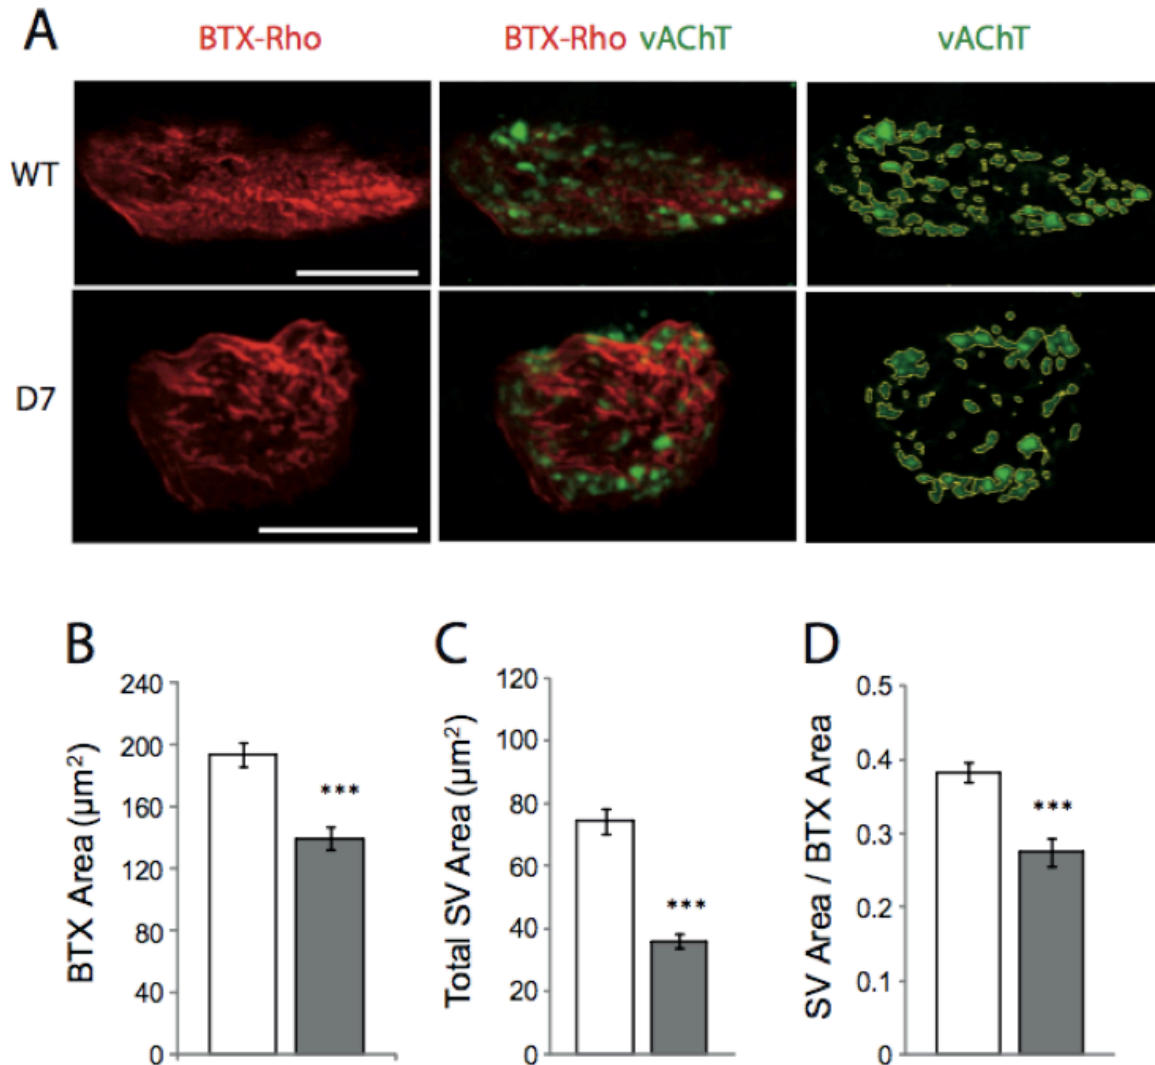 A
BTX-Rho
BTX-Rho vAChT
vAChT
WT
D7
B
BTX Area (µm²)
240
200
160
120
80
40
0
***
C
Total SV Area (µm²)
120
100
80
60
40
20
0
***
D
SV Area / BTX Area
0.5
0.4
0.3
0.2
0.1
0
***